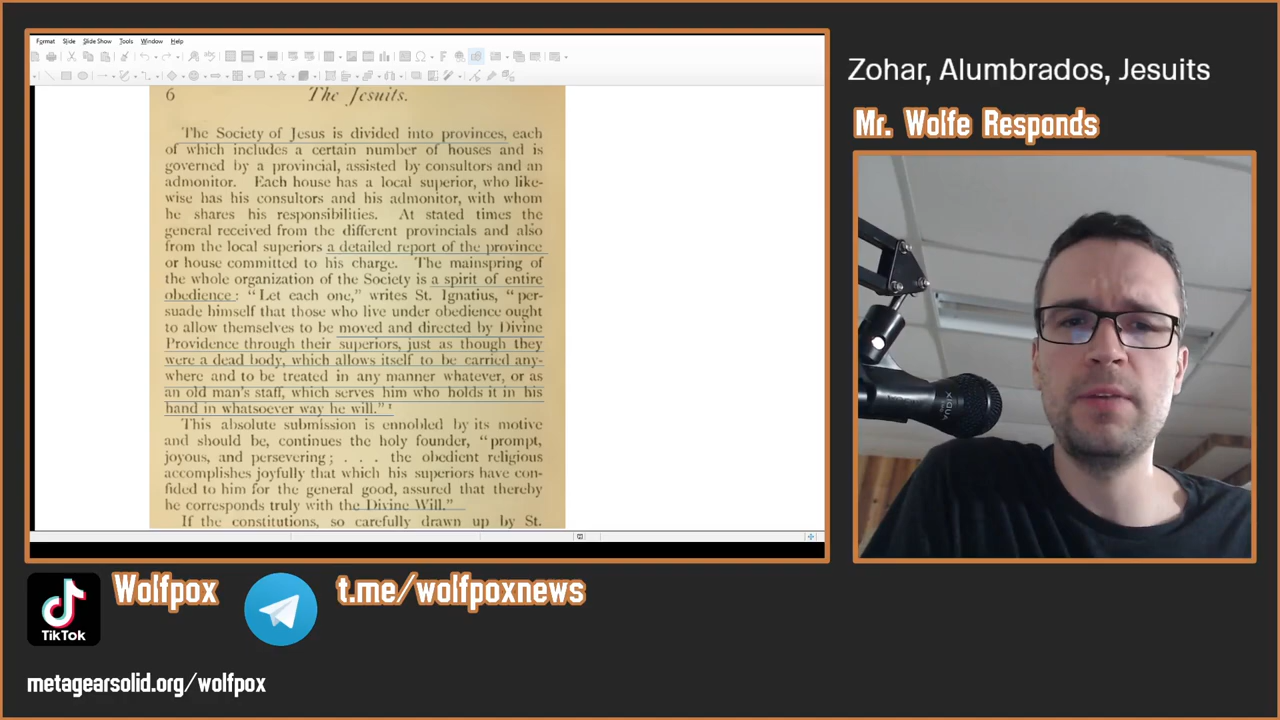 Format Slide Slide Show Tools Window Help
6 The Jesuits.
The Society of Jesus is divided into provinces, each
of which includes a certain number of houses and is
governed by a provincial, assisted by consultors and an
admonitor. Each house has a local superior, who like-
wise has his consultors and his admonitor, with whom
he shares his responsibilities. At stated times the
general received from the different provincials and also
from the local superiors a detailed report of the province
or house committed to his charge. The mainspring of
the whole organization of the Society is a spirit of entire
obedience: “Let each one,” writes St. Ignatius, “per-
suade himself that those who live under obedience ought
to allow themselves to be moved and directed by Divine
Providence through their superiors, just as though they
were a dead body, which allows itself to be carried any-
where and to be treated in any manner whatever, or as
an old man's staff, which serves him who holds it in his
hand in whatsoever way he will.” 1
This absolute submission is ennobled by its motive
and should be, continues the holy founder, “prompt,
joyous, and persevering; . . . the obedient religious
accomplishes joyfully that which his superiors have con-
fided to him for the general good, assured that thereby
he corresponds truly with the Divine Will.”
If the constitutions, so carefully drawn up by St.
Zohar, Alumbrados, Jesuits
Mr. Wolfe Responds
XIQUA
TikTok
Wolfpox
t.me/wolfpoxnews
metagearsolid.org/wolfpox